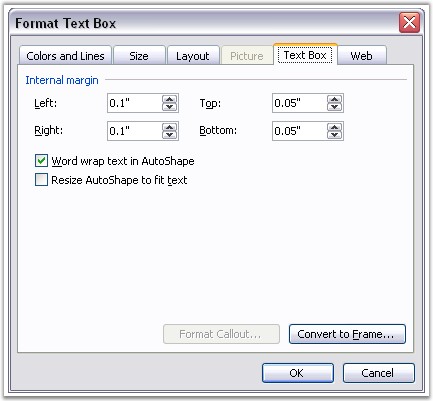 Format Text Box
Colors and Lines Size Layout Picture Text Box Web
Internal margin
Left: 0.1" Top: 0.05"
Right: 0.1" Bottom: 0.05"
Word wrap text in AutoShape
Resize AutoShape to fit text
Format Callout... Convert to Frame...
OK Cancel